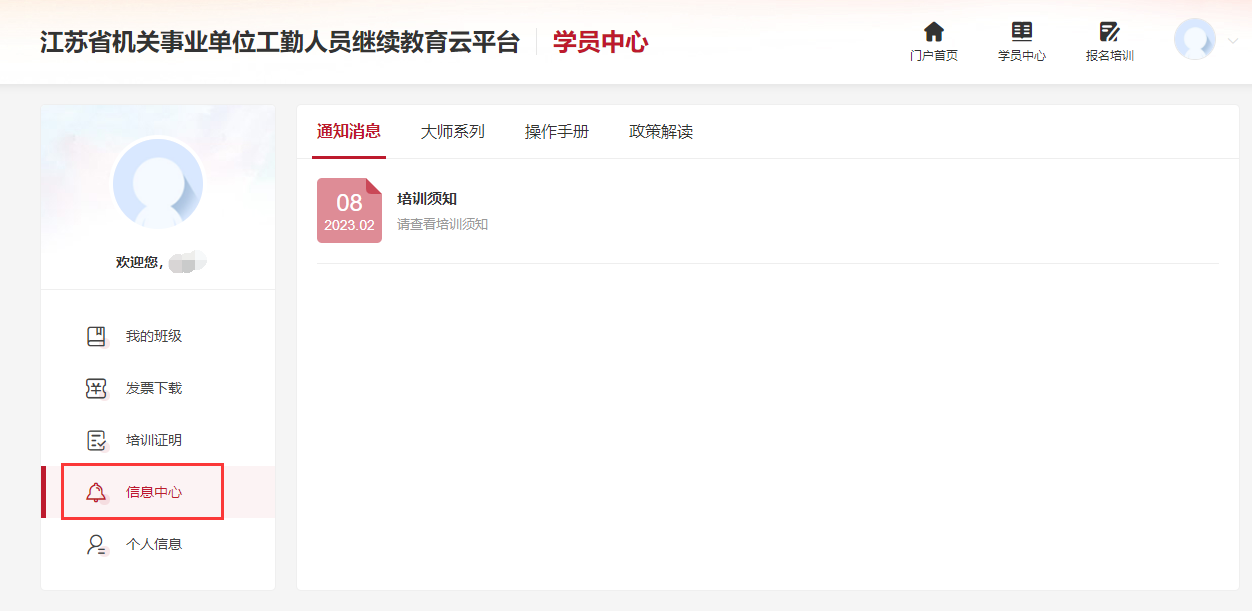 江苏省机关事业单位工勤人员继续教育云平台 学员中心
门户首页 学员中心 报名培训
欢迎您，
我的班级
发票下载
培训证明
信息中心
个人信息
通知消息 大师系列 操作手册 政策解读
08
2023.02
培训须知
请查看培训须知